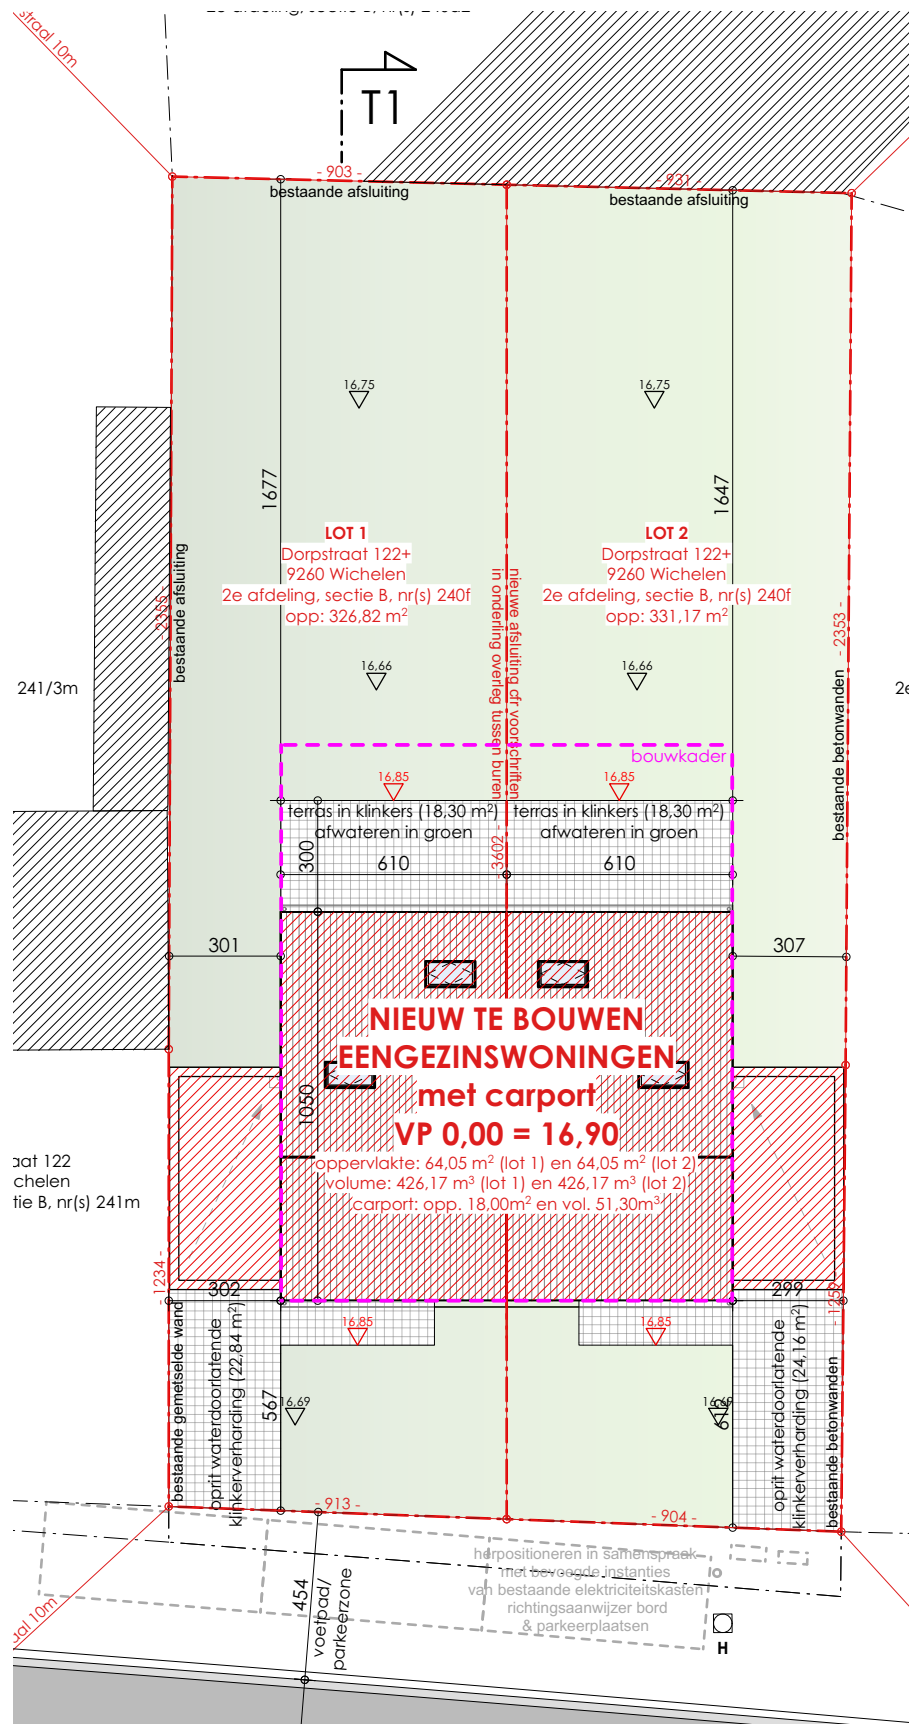 straal 10m
T1
- 903 -
bestaande afsluiting
- 931 -
bestaande afsluiting
16,75
16,75
1677
1647
LOT 1
Dorpstraat 122+
9260 Wichelen
2e afdeling, sectie B, nr(s) 240f
opp: 326,82 m²
LOT 2
Dorpstraat 122+
9260 Wichelen
2e afdeling, sectie B, nr(s) 240f
opp: 331,17 m²
- 2355 -
bestaande afsluiting
nieuwe afsluiting cfr voorschriften
in onderling overleg tussen buren
- 2353 -
bestaande betonwanden
241/3m
2e
16,66
16,66
bouwkader
16,85
16,85
terras in klinkers (18,30 m²)
afwateren in groen
terras in klinkers (18,30 m²)
afwateren in groen
300
- 3602 -
610
610
301
307
NIEUW TE BOUWEN
EENGEZINSWONINGEN
met carport
VP 0,00 = 16,90
oppervlakte: 64,05 m² (lot 1) en 64,05 m² (lot 2)
volume: 426,17 m³ (lot 1) en 426,17 m³ (lot 2)
carport: opp. 18,00m² en vol. 51,30m³
1050
aat 122
chelen
tie B, nr(s) 241m
- 1234 -
302
299
- 1259 -
bestaande gemetselde wand
oprit waterdoorlatende
klinkerverharding (22,84 m²)
16,85
16,85
567
16,69
16,69
oprit waterdoorlatende
klinkerverharding (24,16 m²)
bestaande betonwanden
- 913 -
- 904 -
herpositioneren in samenspraak
met bevoegde instanties
van bestaande elektriciteitskasten
richtingsaanwijzer bord
& parkeerplaatsen
454
voetpad/
parkeerzone
aal 10m
H